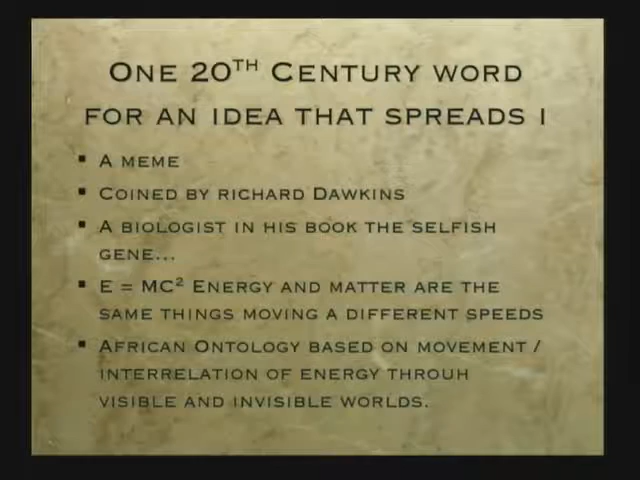 One 20th Century word
for an idea that spreads I
▪ A meme
▪ Coined by richard Dawkins
▪ A biologist in his book the selfish
gene...
▪ E = mc² Energy and matter are the
same things moving a different speeds
▪ African Ontology based on movement /
interrelation of energy throuh
visible and invisible worlds.